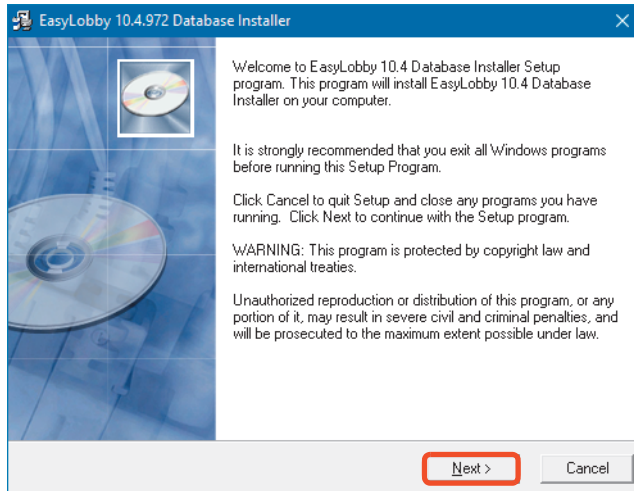 EasyLobby 10.4.972 Database Installer
Welcome to EasyLobby 10.4 Database Installer Setup
program. This program will install EasyLobby 10.4 Database
Installer on your computer.
It is strongly recommended that you exit all Windows programs
before running this Setup Program.
Click Cancel to quit Setup and close any programs you have
running. Click Next to continue with the Setup program.
WARNING: This program is protected by copyright law and
international treaties.
Unauthorized reproduction or distribution of this program, or any
portion of it, may result in severe civil and criminal penalties, and
will be prosecuted to the maximum extent possible under law.
Next >
Cancel